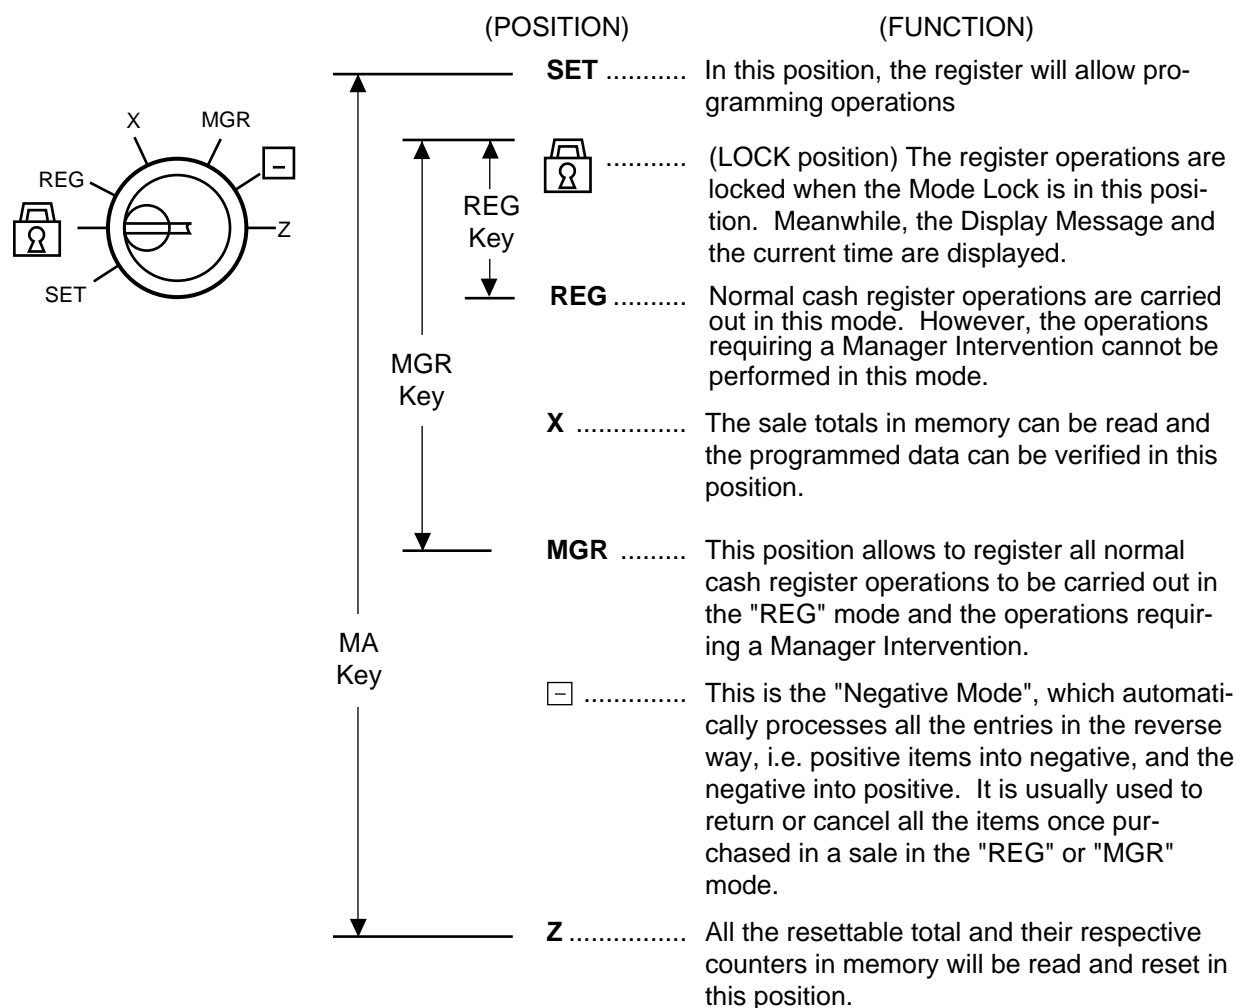 (POSITION) (FUNCTION)
SET ........... In this position, the register will allow pro-
gramming operations
........... (LOCK position) The register operations are
locked when the Mode Lock is in this posi-
tion. Meanwhile, the Display Message and
the current time are displayed.
REG .......... Normal cash register operations are carried
out in this mode. However, the operations
requiring a Manager Intervention cannot be
performed in this mode.
X ............... The sale totals in memory can be read and
the programmed data can be verified in this
position.
MGR ......... This position allows to register all normal
cash register operations to be carried out in
the "REG" mode and the operations requir-
ing a Manager Intervention.
− .............. This is the "Negative Mode", which automati-
cally processes all the entries in the reverse
way, i.e. positive items into negative, and the
negative into positive. It is usually used to
return or cancel all the items once pur-
chased in a sale in the "REG" or "MGR"
mode.
Z ................ All the resettable total and their respective
counters in memory will be read and reset in
this position.
X
MGR
−
REG
Z
SET
REG
Key
MGR
Key
MA
Key